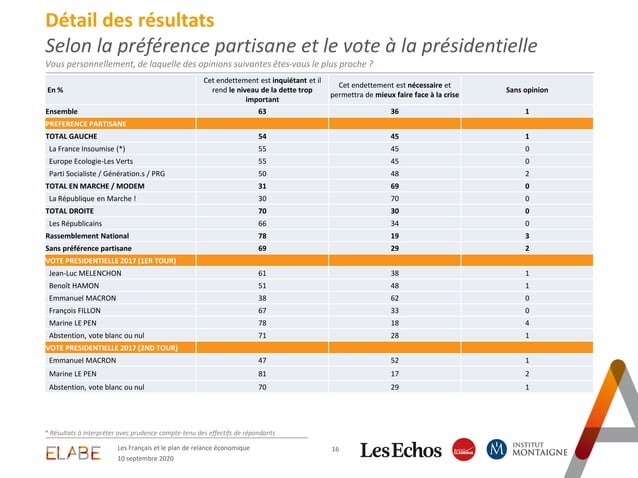 Détail des résultats
Selon la préférence partisane et le vote à la présidentielle
Vous personnellement, de laquelle des opinions suivantes êtes-vous le plus proche ?
En % Cet endettement est inquiétant et il rend le niveau de la dette trop important Cet endettement est nécessaire et permettra de mieux faire face à la crise Sans opinion
Ensemble 63 36 1
PREFERENCE PARTISANE
TOTAL GAUCHE 54 45 1
La France Insoumise (*) 55 45 0
Europe Ecologie-Les Verts 55 45 0
Parti Socialiste / Génération.s / PRG 50 48 2
TOTAL EN MARCHE / MODEM 31 69 0
La République en Marche ! 30 70 0
TOTAL DROITE 70 30 0
Les Républicains 66 34 0
Rassemblement National 78 19 3
Sans préférence partisane 69 29 2
VOTE PRESIDENTIELLE 2017 (1ER TOUR)
Jean-Luc MELENCHON 61 38 1
Benoît HAMON 51 48 1
Emmanuel MACRON 38 62 0
François FILLON 67 33 0
Marine LE PEN 78 18 4
Abstention, vote blanc ou nul 71 28 1
VOTE PRESIDENTIELLE 2017 (2ND TOUR)
Emmanuel MACRON 47 52 1
Marine LE PEN 81 17 2
Abstention, vote blanc ou nul 70 29 1
* Résultats à interpréter avec prudence compte-tenu des effectifs de répondants
ELABE
Les Français et le plan de relance économique
10 septembre 2020
16
Les Echos
RADIO CLASSIQUE
INSTITUT
MONTAIGNE